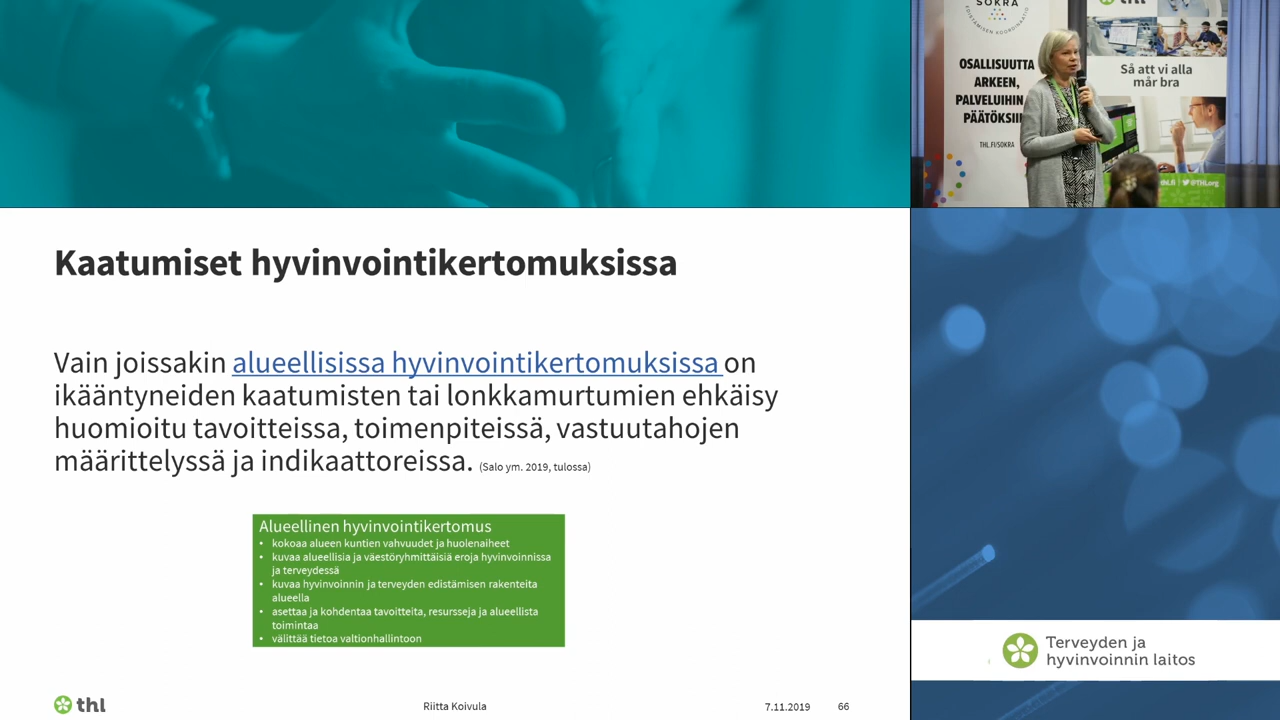 Kaatumiset hyvinvointikertomuksissa
Vain joissakin alueellisissa hyvinvointikertomuksissa on
ikääntyneiden kaatumisten tai lonkkamurtumien ehkäisy
huomioitu tavoitteissa, toimenpiteissä, vastuutahojen
määrittelyssä ja indikaattoreissa. (Salo ym. 2019, tulossa)
Alueellinen hyvinvointikertomus
• kokoaa alueen kuntien vahvuudet ja huolenaiheet
• kuvaa alueellisia ja väestöryhmittäisiä eroja hyvinvoinnissa
ja terveydessä
• kuvaa hyvinvoinnin ja terveyden edistämisen rakenteita
alueella
• asettaa ja kohdentaa tavoitteita, resursseja ja alueellista
toimintaa
• välittää tietoa valtionhallintoon
thl
Riitta Koivula
7.11.2019
66
SOKRA
OSALLISUUTTA
ARKEEN,
PALVELUIHIN
THL.FI/SOKRA
thl
Så att vi alla
mår bra
@THLorg
Terveyden ja
hyvinvoinnin laitos